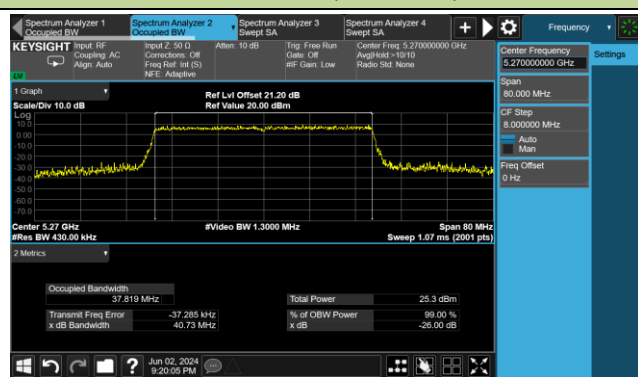 Spectrum Analyzer 1
Occupied BW
Spectrum Analyzer 2
Occupied BW
Spectrum Analyzer 3
Swept SA
Spectrum Analyzer 4
Swept SA
Frequency
KEYSIGHT
Input: RF
Coupling: AC
Align: Auto
Input Z: 50 Ω
Corrections: Off
Freq Ref: Int (S)
NFE: Adaptive
Atten: 10 dB
Trig: Free Run
Gate: Off
#IF Gain: Low
Center Freq: 5.270000000 GHz
Avg|Hold:>10/10
Radio Std: None
LXI
Center Frequency
5.270000000 GHz
Settings
Span
80.000 MHz
CF Step
8.000000 MHz
Auto
Man
Freq Offset
0 Hz
1 Graph
Scale/Div 10.0 dB
Ref Lvl Offset 21.20 dB
Ref Value 20.00 dBm
Log
10.0
0.00
-10.0
-20.0
-30.0
-40.0
-50.0
-60.0
-70.0
Center 5.27 GHz
#Res BW 430.00 kHz
#Video BW 1.3000 MHz
Span 80 MHz
Sweep 1.07 ms (2001 pts)
2 Metrics
Occupied Bandwidth
37.819 MHz
Total Power 25.3 dBm
Transmit Freq Error -37.285 kHz
% of OBW Power 99.00 %
x dB Bandwidth 40.73 MHz
x dB -26.00 dB
?
Jun 02, 2024
9:20:05 PM